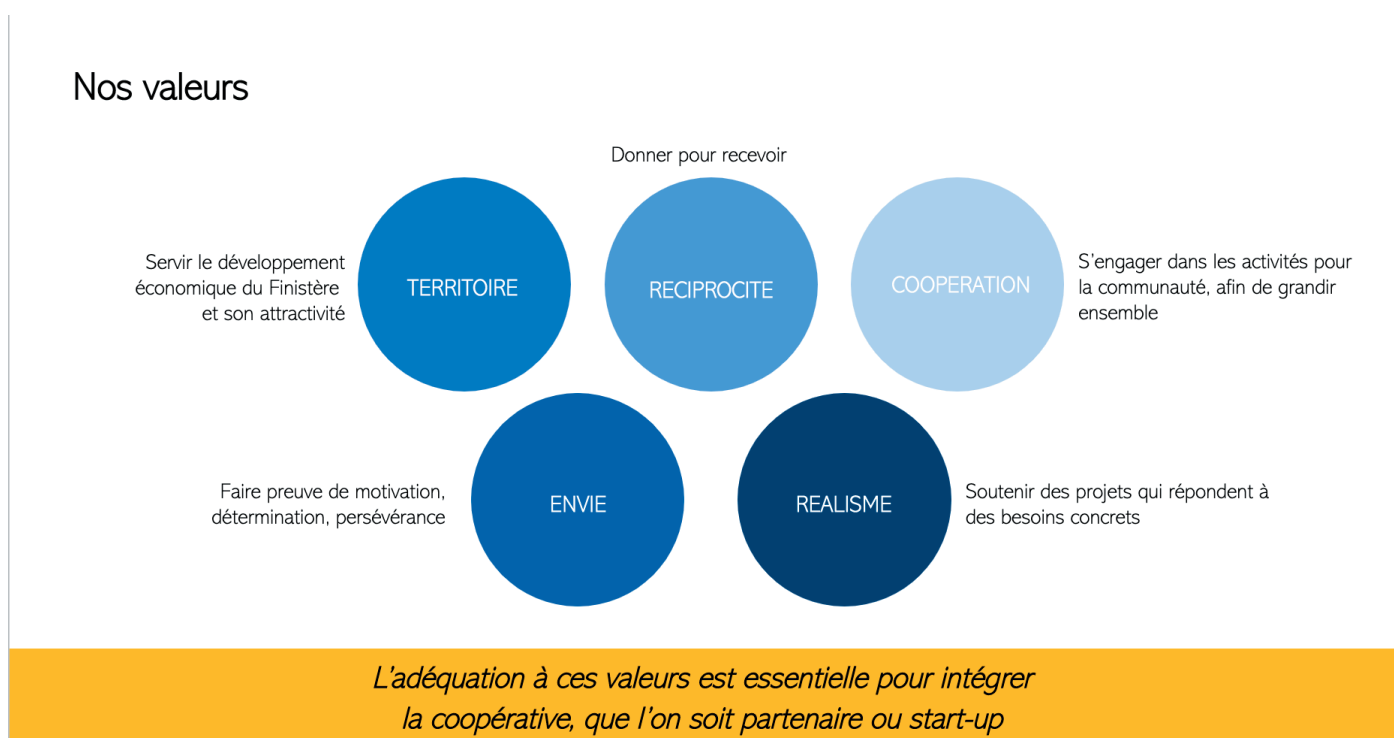 Nos valeurs
Donner pour recevoir
Servir le développement
économique du Finistère
et son attractivité
TERRITOIRE
RECIPROCITE
COOPERATION
S'engager dans les activités pour
la communauté, afin de grandir
ensemble
Faire preuve de motivation,
détermination, persévérance
ENVIE
REALISME
Soutenir des projets qui répondent à
des besoins concrets
L'adéquation à ces valeurs est essentielle pour intégrer
la coopérative, que l'on soit partenaire ou start-up